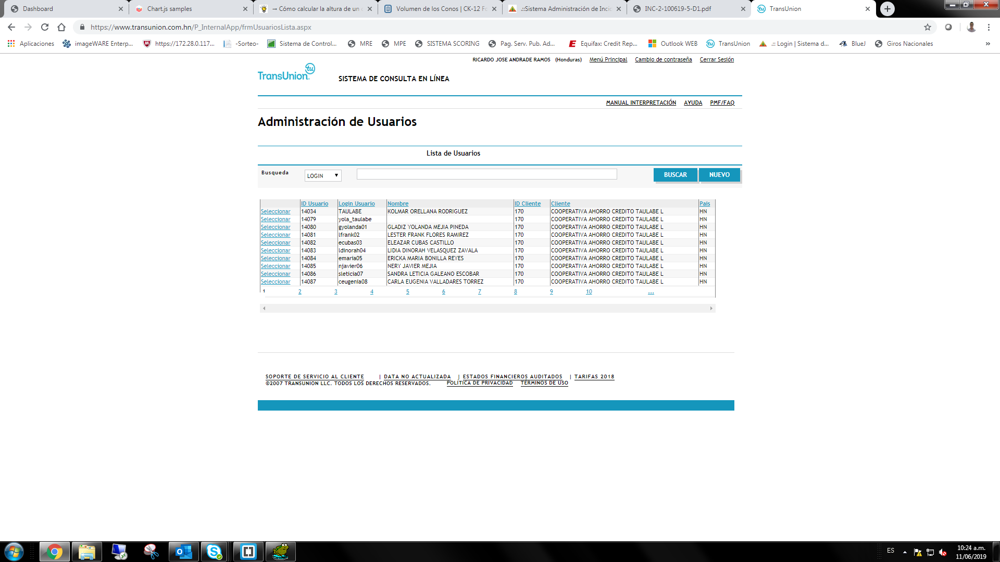 Dashboard
Chart.js samples
→ Cómo calcular la altura de un c
Volumen de los Conos | CK-12 Fo
.::Sistema Administración de Incid
INC-2-100619-5-D1.pdf
TransUnion
https://www.transunion.com.hn/P_InternalApp/frmUsuariosLista.aspx
Aplicaciones
imageWARE Enterp...
https://172.28.0.117...
-Sorteo-
Sistema de Control...
MRE
MPE
SISTEMA SCORING
Pag. Serv. Pub. Ad...
Equifax: Credit Rep...
Outlook WEB
TransUnion
.:: Login | Sistema d...
BlueJ
Giros Nacionales
»
RICARDO JOSE ANDRADE RAMOS (Honduras) Menú Principal Cambio de contraseña Cerrar Sesión
TransUnion tu
SISTEMA DE CONSULTA EN LÍNEA
MANUAL INTERPRETACIÓN AYUDA PMF/FAQ
Administración de Usuarios
Lista de Usuarios
Busqueda LOGIN BUSCAR NUEVO
ID Usuario Login Usuario Nombre ID Cliente Cliente Pais
Seleccionar 14034 TAULABE KOLMAR ORELLANA RODRIGUEZ 170 COOPERATIVA AHORRO CREDITO TAULABE L HN
Seleccionar 14079 yola_taulabe 170 COOPERATIVA AHORRO CREDITO TAULABE L HN
Seleccionar 14080 gyolanda01 GLADIZ YOLANDA MEJIA PINEDA 170 COOPERATIVA AHORRO CREDITO TAULABE L HN
Seleccionar 14081 lfrank02 LESTER FRANK FLORES RAMIREZ 170 COOPERATIVA AHORRO CREDITO TAULABE L HN
Seleccionar 14082 ecubas03 ELEAZAR CUBAS CASTILLO 170 COOPERATIVA AHORRO CREDITO TAULABE L HN
Seleccionar 14083 ldinorah04 LIDIA DINORAH VELASQUEZ ZAVALA 170 COOPERATIVA AHORRO CREDITO TAULABE L HN
Seleccionar 14084 emaria05 ERICKA MARIA BONILLA REYES 170 COOPERATIVA AHORRO CREDITO TAULABE L HN
Seleccionar 14085 njavier06 NERY JAVIER MEJIA 170 COOPERATIVA AHORRO CREDITO TAULABE L HN
Seleccionar 14086 sleticia07 SANDRA LETICIA GALEANO ESCOBAR 170 COOPERATIVA AHORRO CREDITO TAULABE L HN
Seleccionar 14087 ceugenia08 CARLA EUGENIA VALLADARES TORREZ 170 COOPERATIVA AHORRO CREDITO TAULABE L HN
1 2 3 4 5 6 7 8 9 10 ...
SOPORTE DE SERVICIO AL CLIENTE | DATA NO ACTUALIZADA | ESTADOS FINANCIEROS AUDITADOS | TARIFAS 2018
©2007 TRANSUNION LLC. TODOS LOS DERECHOS RESERVADOS. POLITICA DE PRIVACIDAD TÉRMINOS DE USO
ES
10:24 a.m.
11/06/2019